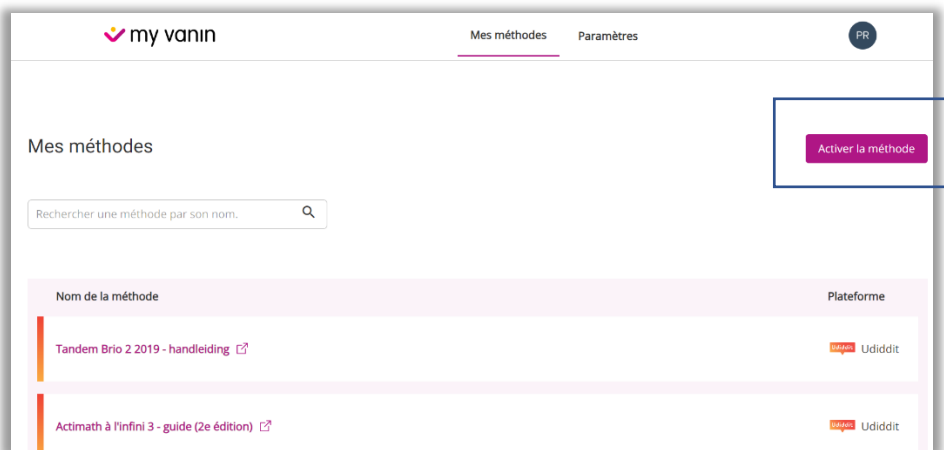 my vanın
Mes méthodes Paramètres PR
Mes méthodes
Activer la méthode
Rechercher une méthode par son nom.
Nom de la méthode Plateforme
Tandem Brio 2 2019 - handleiding Udiddit Udiddit
Actimath à l'infini 3 - guide (2e édition) Udiddit Udiddit